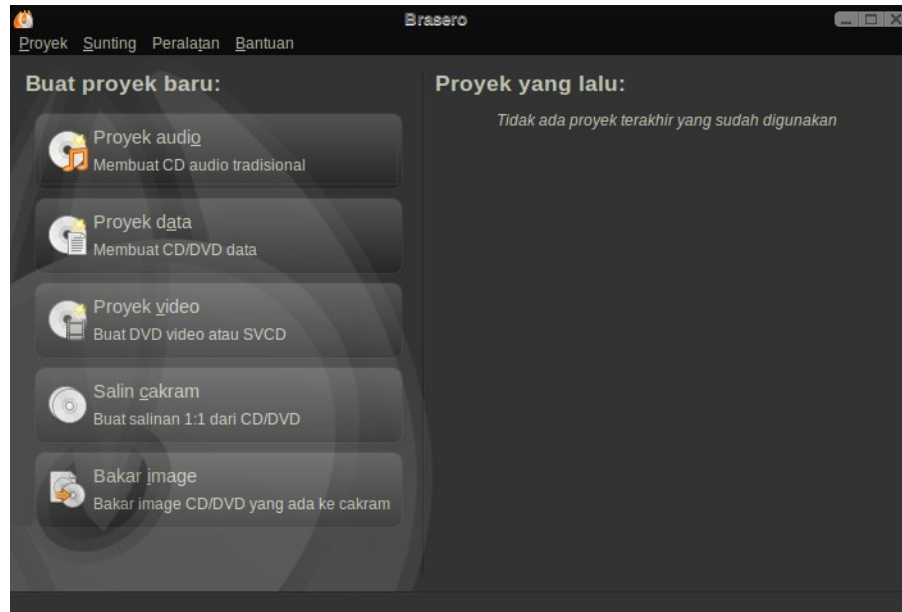 Brasero
Proyek Sunting Peralatan Bantuan
Buat proyek baru:
Proyek audio
Membuat CD audio tradisional
Proyek data
Membuat CD/DVD data
Proyek video
Buat DVD video atau SVCD
Salin cakram
Buat salinan 1:1 dari CD/DVD
Bakar image
Bakar image CD/DVD yang ada ke cakram
Proyek yang lalu:
Tidak ada proyek terakhir yang sudah digunakan